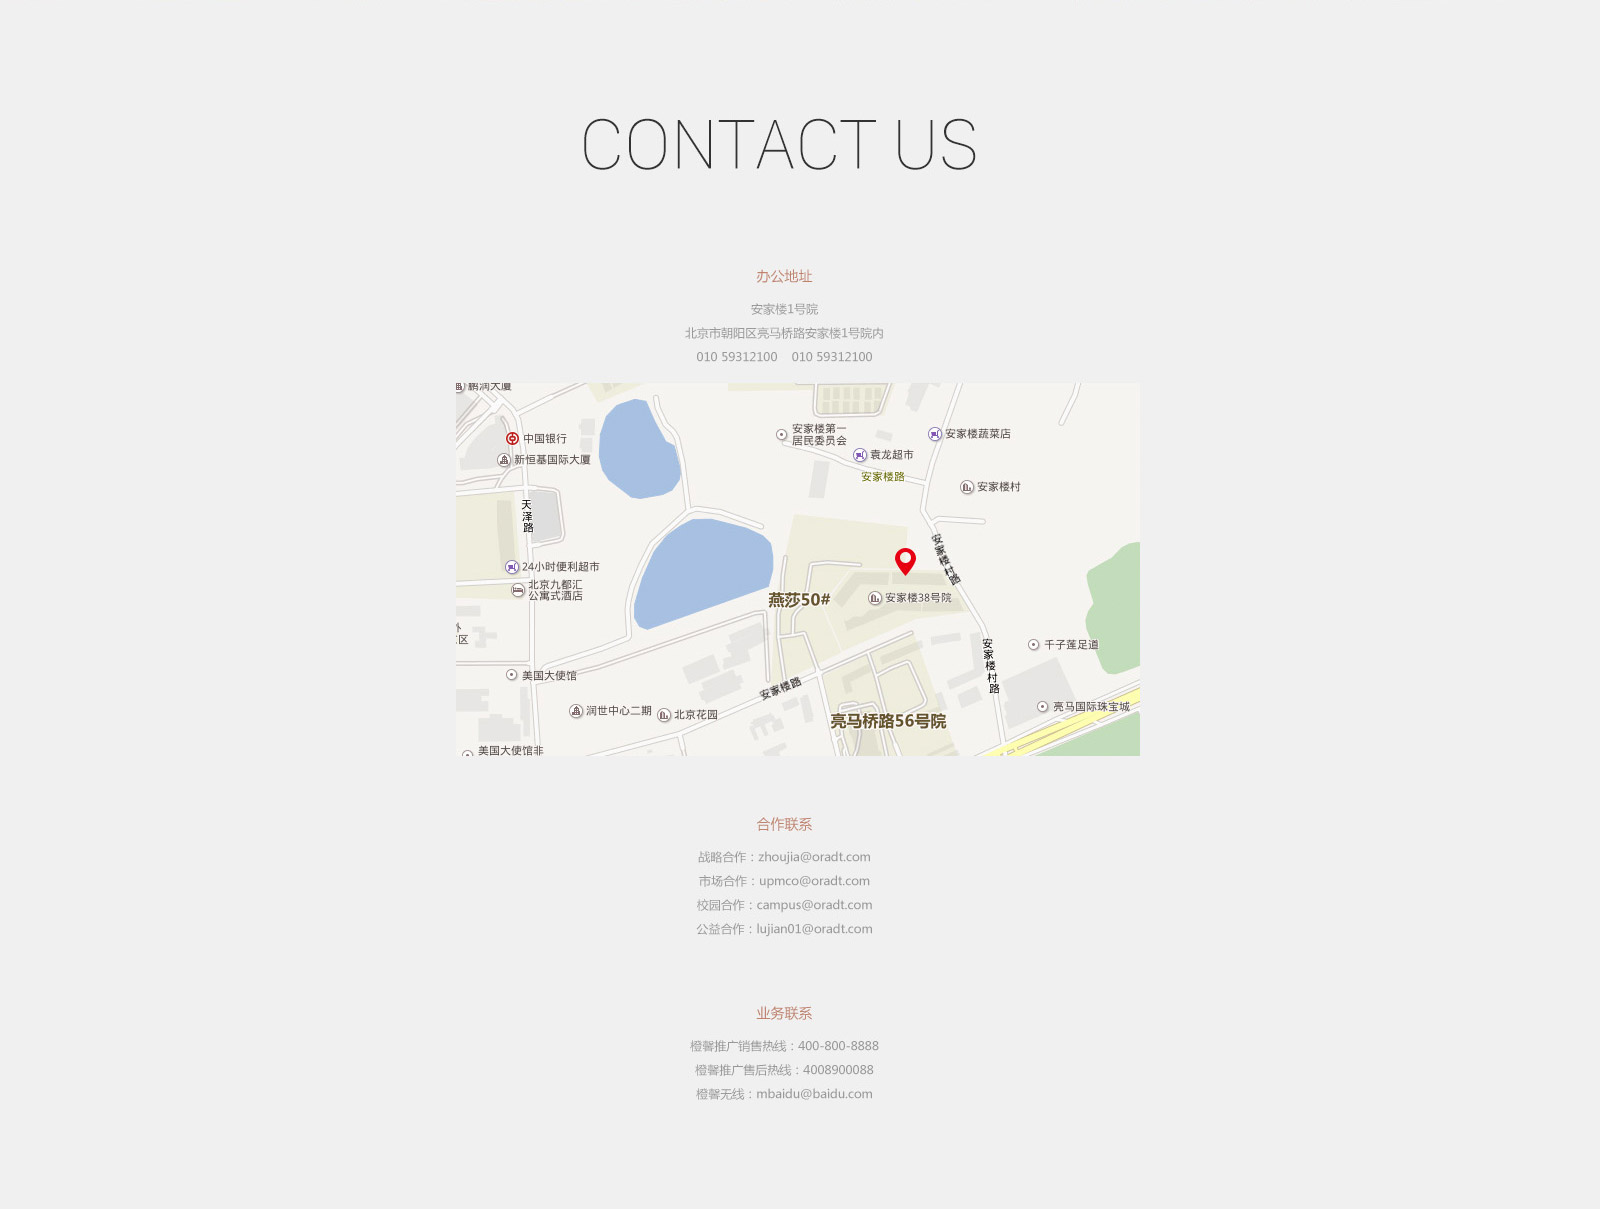 CONTACT US
办公地址
安家楼1号院
北京市朝阳区亮马桥路安家楼1号院内
010 59312100 010 59312100
鹏润大厦
中国银行
新恒基国际大厦
天泽路
24小时便利超市
北京九都汇
公寓式酒店
外
区
美国大使馆
润世中心二期
北京花园
美国大使馆非
安家楼第一
居民委员会
袁龙超市
安家楼路
安家楼蔬菜店
安家楼村
安家楼村路
燕莎50#
安家楼38号院
安家楼路
安家楼村路
千子莲足道
亮马国际珠宝城
亮马桥路56号院
合作联系
战略合作：zhoujia@oradt.com
市场合作：upmco@oradt.com
校园合作：campus@oradt.com
公益合作：lujian01@oradt.com
业务联系
橙馨推广销售热线：400-800-8888
橙馨推广售后热线：4008900088
橙馨无线：mbaidu@baidu.com